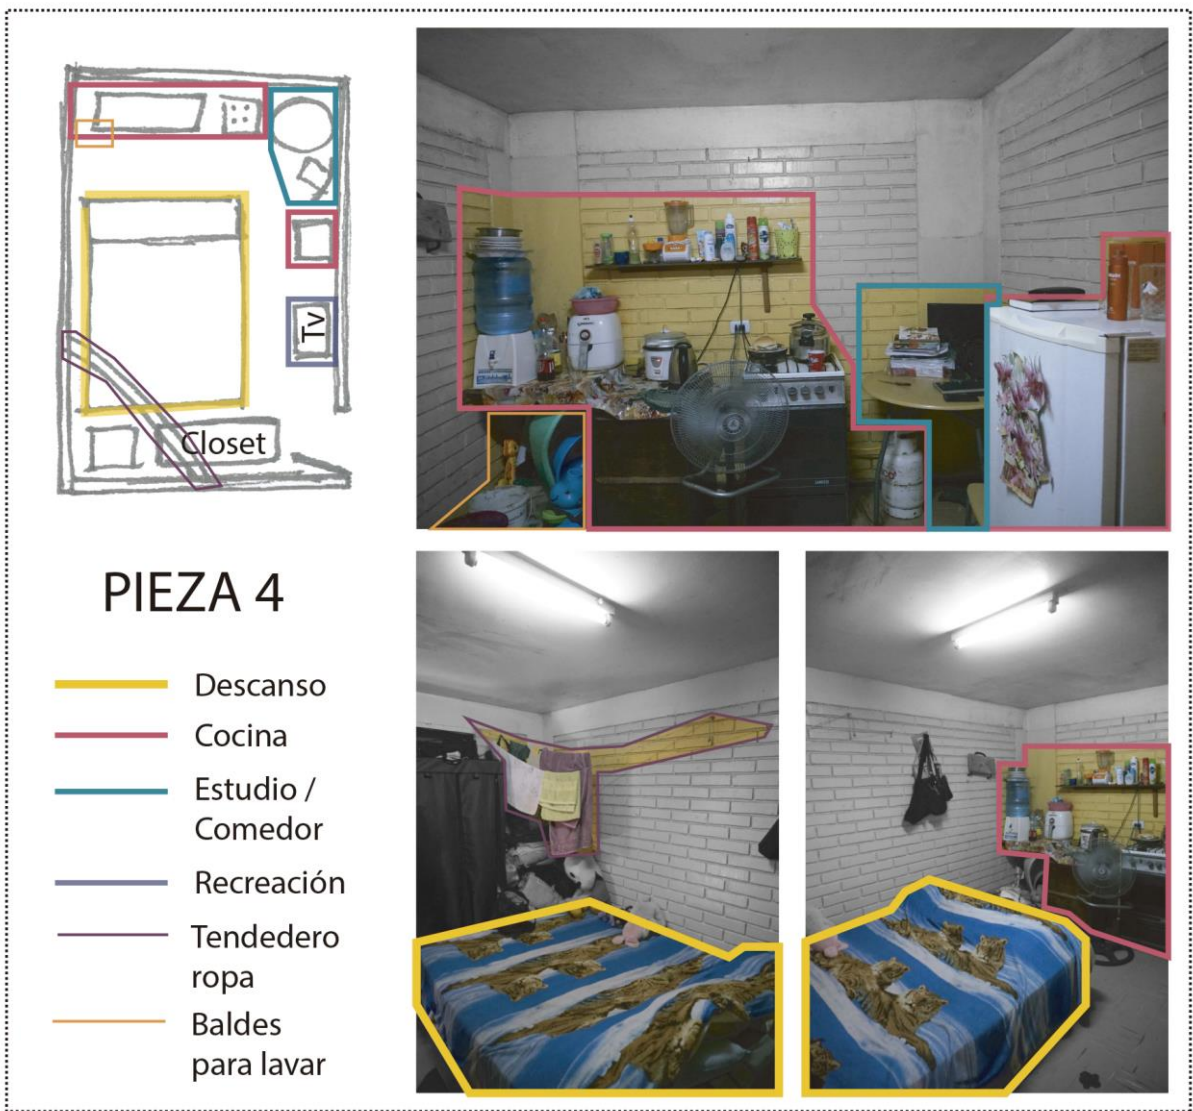 Tv
Closet
PIEZA 4
Descanso
Cocina
Estudio /
Comedor
Recreación
Tendedero
ropa
Baldes
para lavar